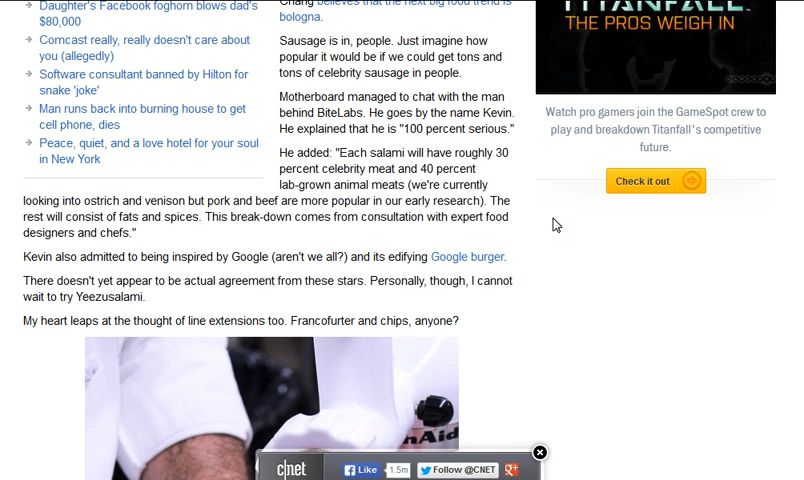 Daughter's Facebook foghorn blows dad's
$80,000
Comcast really, really doesn't care about
you (allegedly)
Software consultant banned by Hilton for
snake 'joke'
Man runs back into burning house to get
cell phone, dies
Peace, quiet, and a love hotel for your soul
in New York
Chang believes that the next big food trend is
bologna.
Sausage is in, people. Just imagine how
popular it would be if we could get tons and
tons of celebrity sausage in people.
Motherboard managed to chat with the man
behind BiteLabs. He goes by the name Kevin.
He explained that he is "100 percent serious."
He added: "Each salami will have roughly 30
percent celebrity meat and 40 percent
lab-grown animal meats (we're currently
looking into ostrich and venison but pork and beef are more popular in our early research). The
rest will consist of fats and spices. This break-down comes from consultation with expert food
designers and chefs."
Kevin also admitted to being inspired by Google (aren't we all?) and its edifying Google burger.
There doesn't yet appear to be actual agreement from these stars. Personally, though, I cannot
wait to try Yeezusalami.
My heart leaps at the thought of line extensions too. Francofurter and chips, anyone?
TITANFALL
THE PROS WEIGH IN
Watch pro gamers join the GameSpot crew to
play and breakdown Titanfall's competitive
future.
Check it out
nAid
c|net
Like
1.5m
Follow @CNET
g+